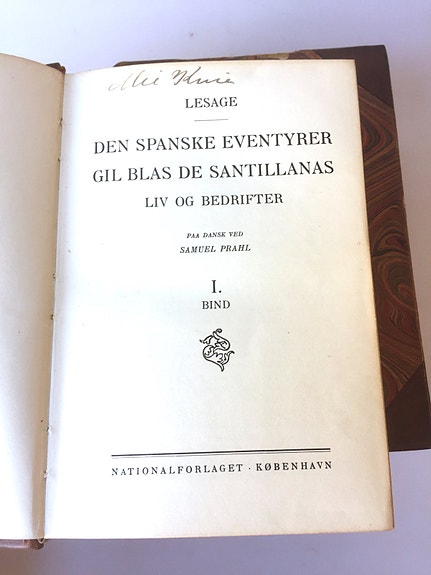 LESAGE
DEN SPANSKE EVENTYRER
GIL BLAS DE SANTILLANAS
LIV OG BEDRIFTER
PAA DANSK VED
SAMUEL PRAHL
I.
BIND
NATIONALFORLAGET · KØBENHAVN